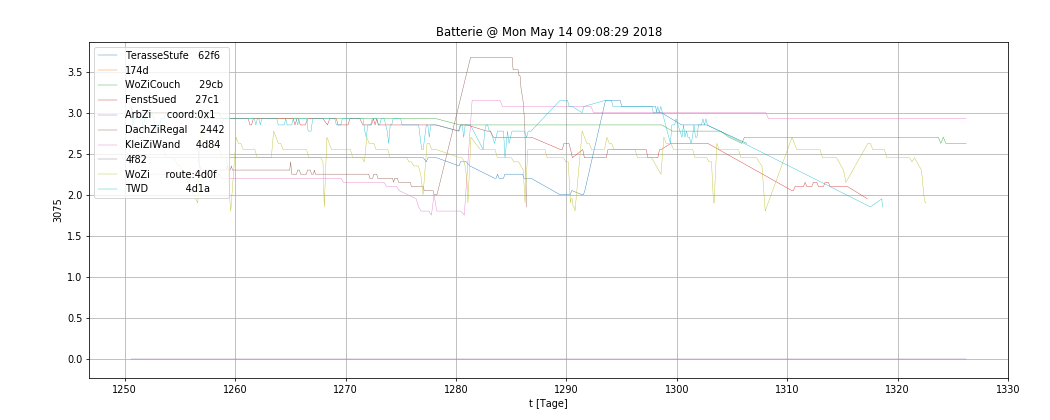 Batterie @ Mon May 14 09:08:29 2018
TerasseStufe 62f6
174d
WoZiCouch 29cb
FenstSued 27c1
ArbZi coord:0x1
DachZiRegal 2442
KleiZiWand 4d84
4f82
WoZi route:4d0f
TWD 4d1a
3.5
3.0
2.5
2.0
1.5
1.0
0.5
0.0
3075
1250 1260 1270 1280 1290 1300 1310 1320 1330
t [Tage]